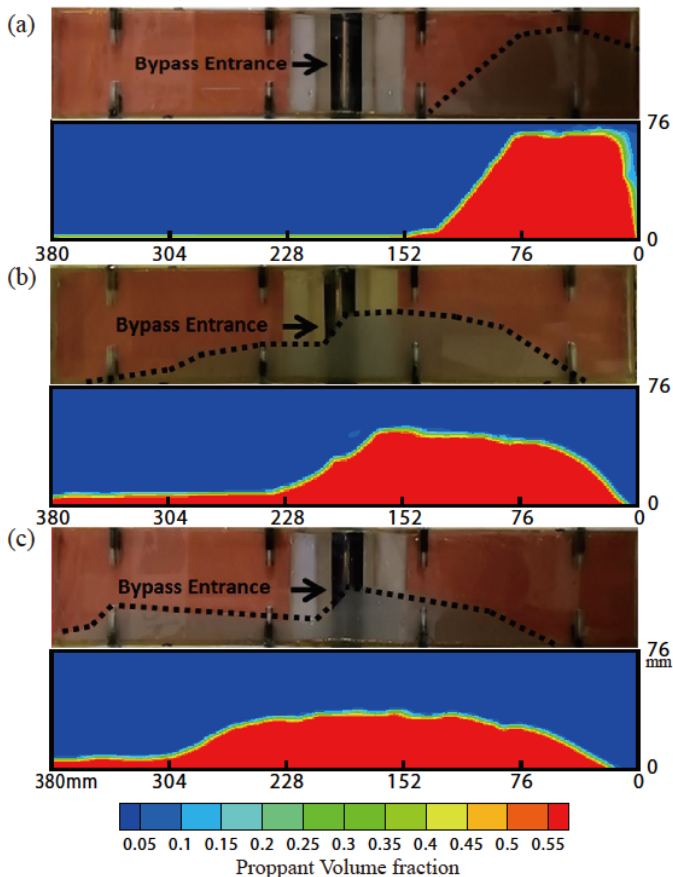 (a)
Bypass Entrance
76
0
380 304 228 152 76 0
(b)
Bypass Entrance
76
0
380 304 228 152 76 0
(c)
Bypass Entrance
76
mm
0
380mm 304 228 152 76 0
0.05 0.1 0.15 0.2 0.25 0.3 0.35 0.4 0.45 0.5 0.55
Proppant Volume fraction